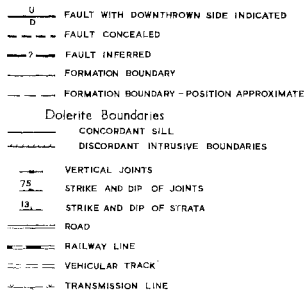 U
D
FAULT WITH DOWNTHROWN SIDE INDICATED
FAULT CONCEALED
? FAULT INFERRED
FORMATION BOUNDARY
FORMATION BOUNDARY - POSITION APPROXIMATE
Dolerite Boundaries
CONCORDANT SILL
DISCORDANT INTRUSIVE BOUNDARIES
VERTICAL JOINTS
75 STRIKE AND DIP OF JOINTS
13 STRIKE AND DIP OF STRATA
ROAD
RAILWAY LINE
VEHICULAR TRACK
TRANSMISSION LINE